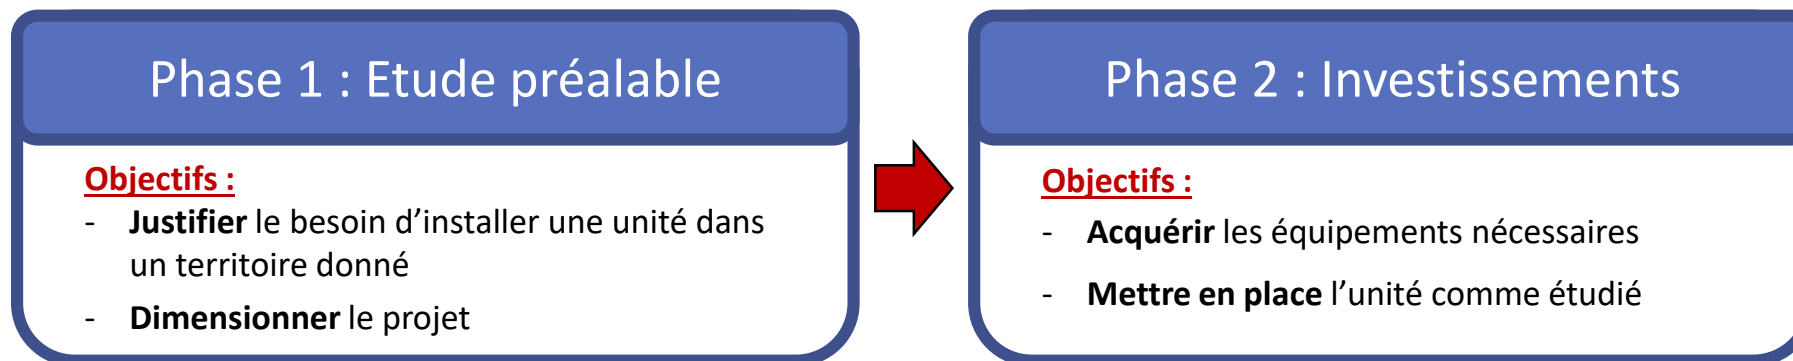 Phase 1 : Etude préalable
Objectifs :
- Justifier le besoin d’installer une unité dans
un territoire donné
- Dimensionner le projet
Phase 2 : Investissements
Objectifs :
- Acquérir les équipements nécessaires
- Mettre en place l’unité comme étudié